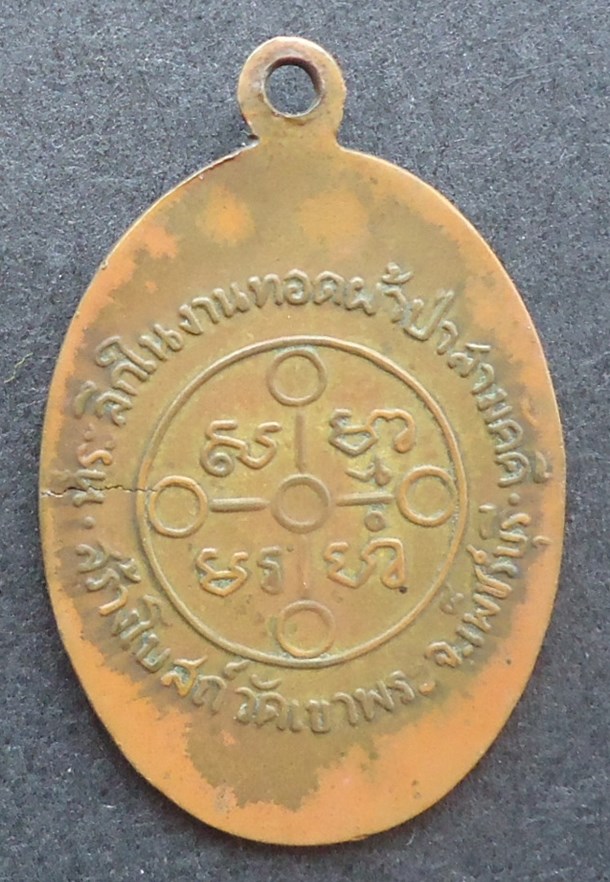 ที่ระลึกในงานทอดผ้าป่าสามัคคี
สร้างโบสถ์ วัดเขาพระ จ.เพ็ชร์บุรี